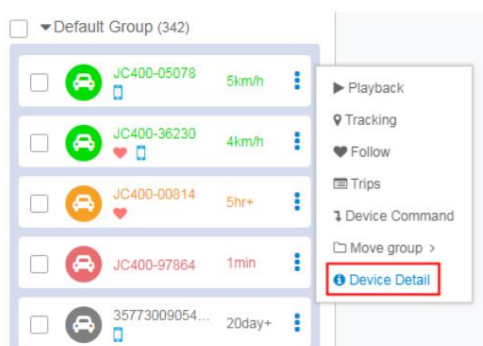 Default Group (342)
JC400-05078 5km/h
JC400-36230 4km/h
JC400-00814 5hr+
JC400-97864 1min
35773009054... 20day+
Playback
Tracking
Follow
Trips
Device Command
Move group >
Device Detail